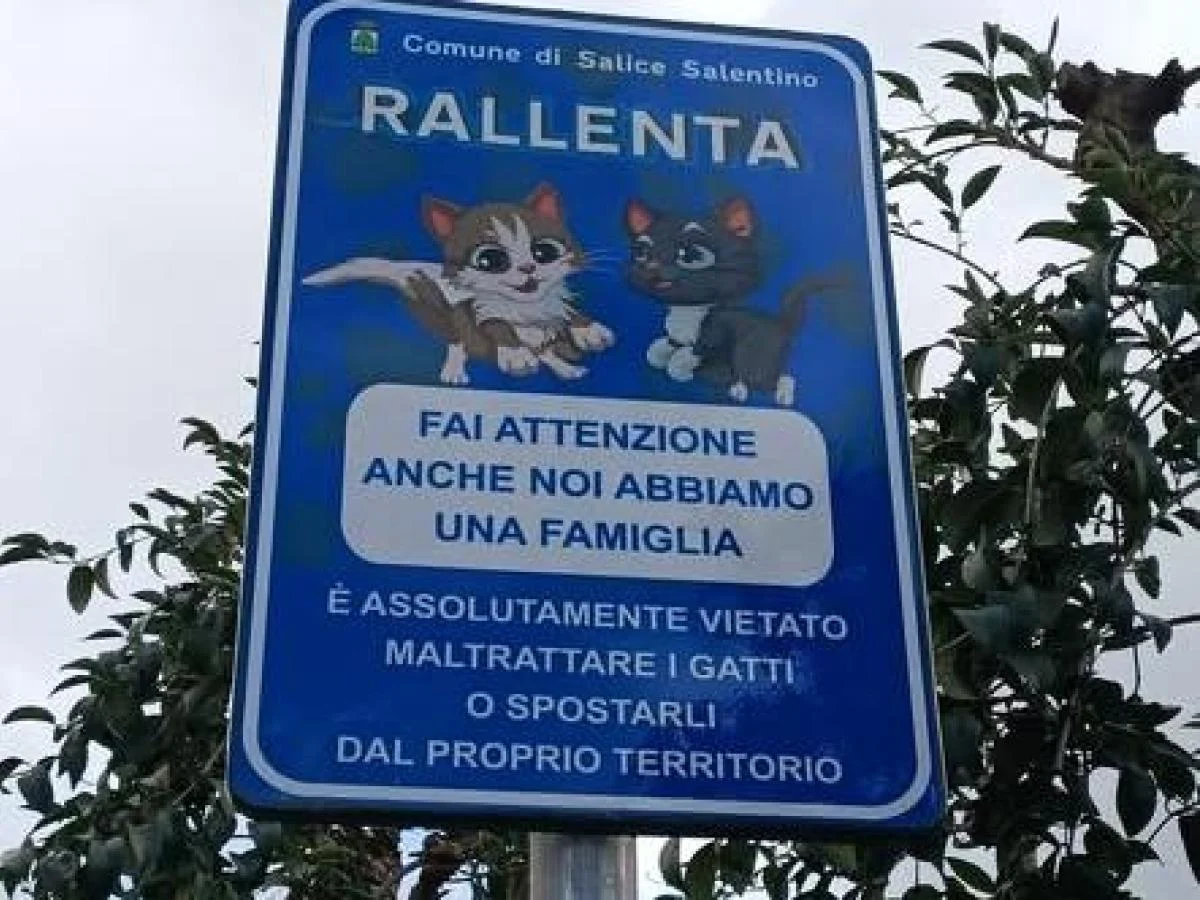 Comune di Salice Salentino
RALLENTA
FAI ATTENZIONE
ANCHE NOI ABBIAMO
UNA FAMIGLIA
È ASSOLUTAMENTE VIETATO
MALTRATTARE I GATTI
O SPOSTARLI
DAL PROPRIO TERRITORIO